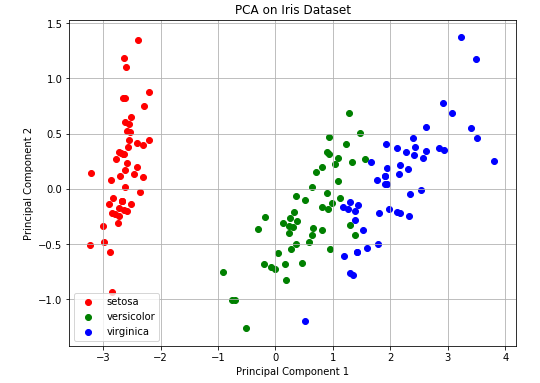 PCA on Iris Dataset
1.5
1.0
0.5
0.0
−0.5
−1.0
Principal Component 2
setosa
versicolor
virginica
−3
−2
−1
0
1
2
3
4
Principal Component 1